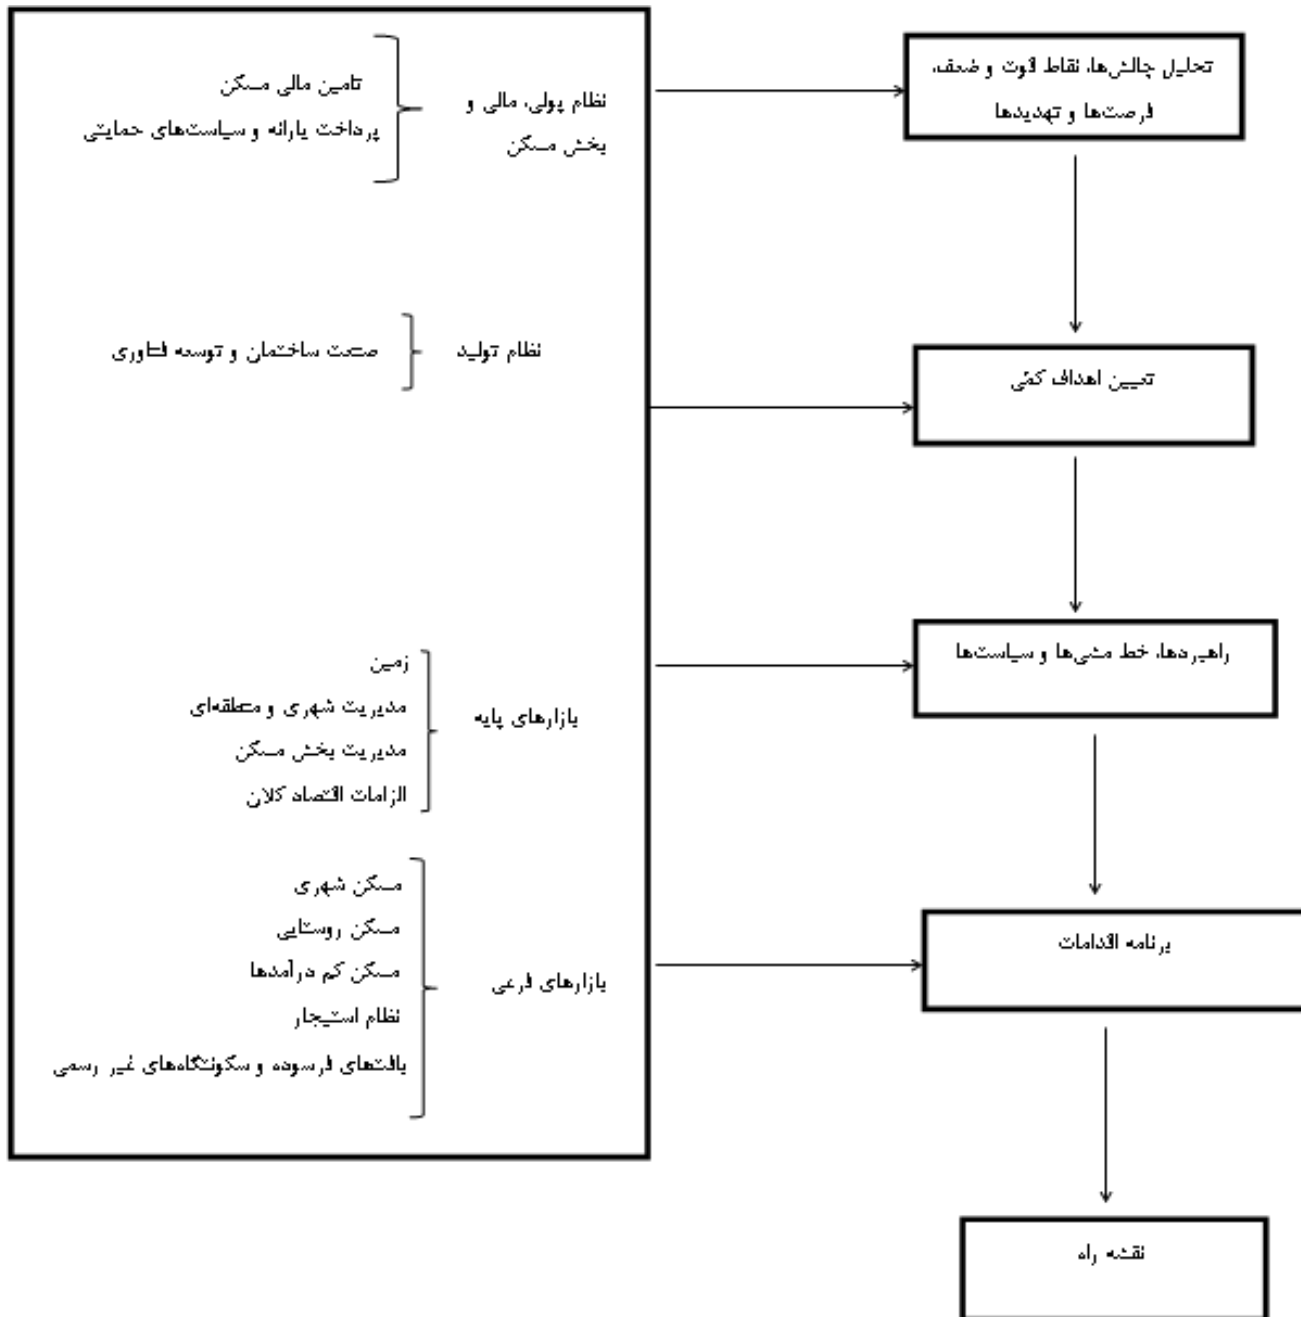 تحلیل چالش‌ها، نقاط قوت و ضعف،
فرصت‌ها و تهدیدها
تعیین اهداف کمّی
راهبردها، خط مشی‌ها و سیاست‌ها
برنامه اقدامات
نقشه راه
نظام پولی، مالی و
بخش مسکن
تامین مالی مسکن
پرداخت یارانه و سیاست‌های حمایتی
نظام تولید
صنعت ساختمان و توسعه فناوری
بازارهای پایه
زمین
مدیریت شهری و منطقه‌ای
مدیریت بخش مسکن
الزامات اقتصاد کلان
بازارهای فرعی
مسکن شهری
مسکن روستایی
مسکن کم درآمدها
نظام استیجار
بافتهای فرسوده و سکونتگاه‌های غیر رسمی